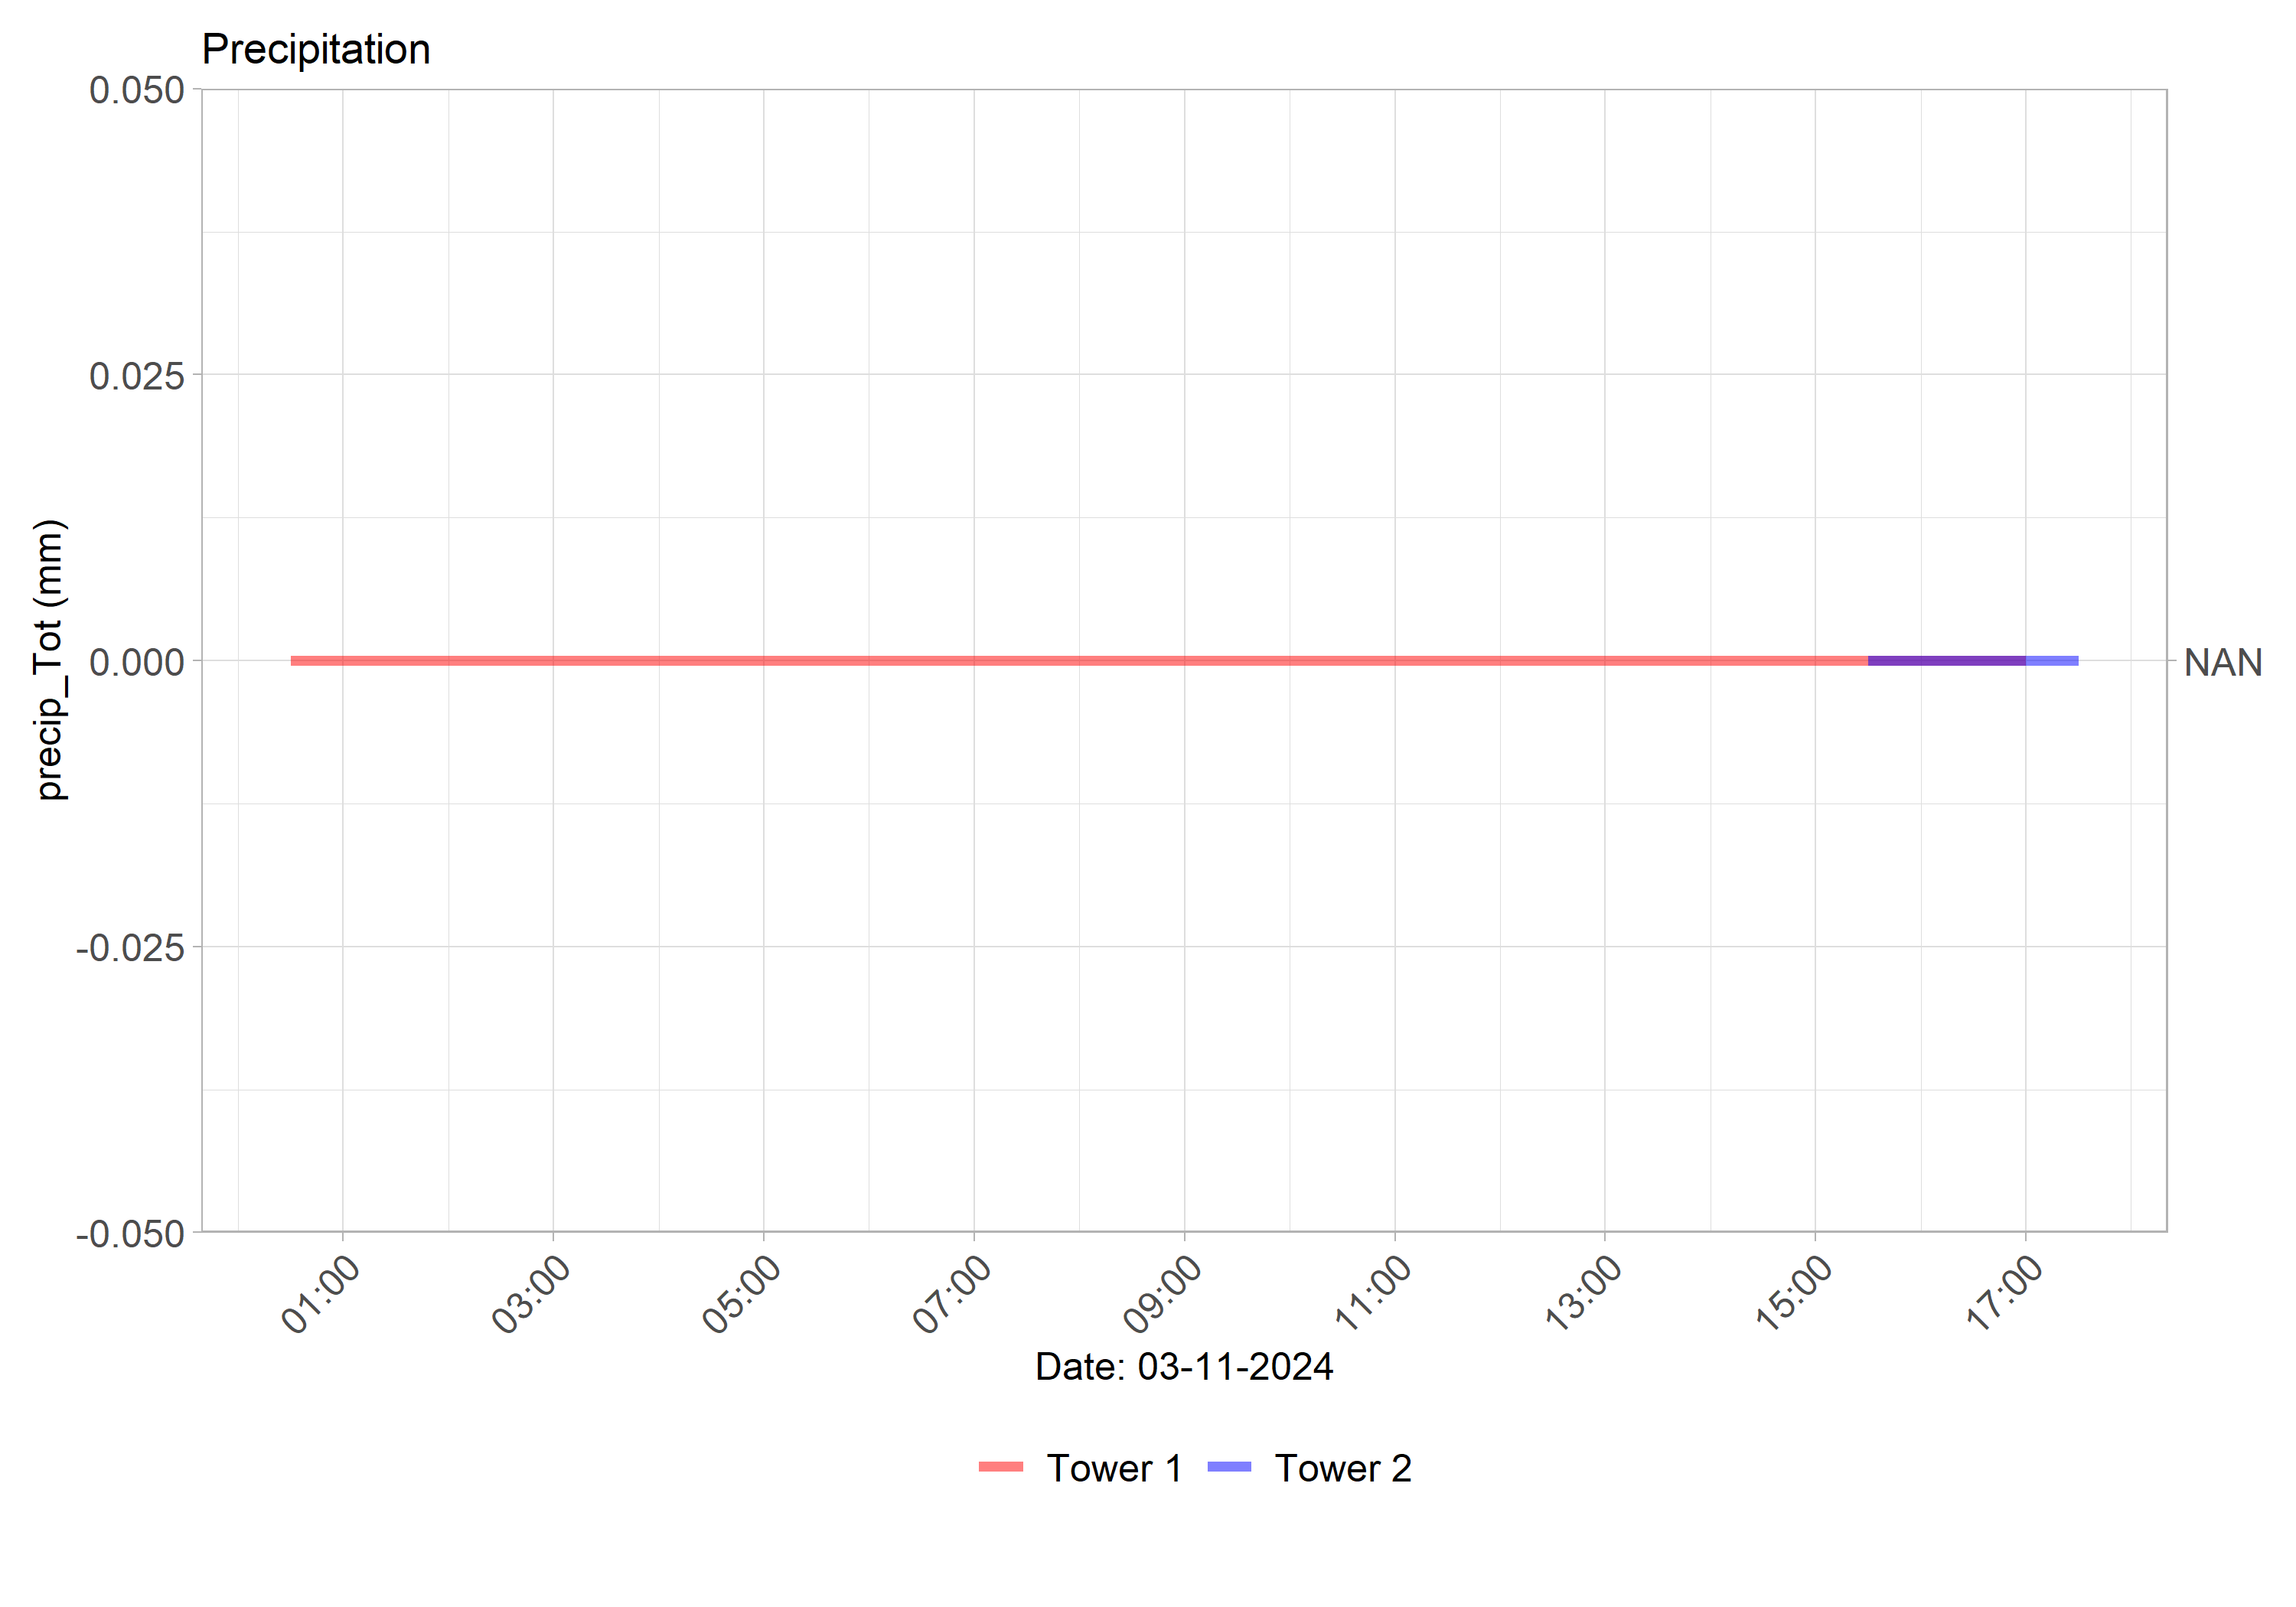 Precipitation
precip_Tot (mm)
0.050
0.025
0.000
-0.025
-0.050
NAN
01:00
03:00
05:00
07:00
09:00
11:00
13:00
15:00
17:00
Date: 03-11-2024
Tower 1
Tower 2